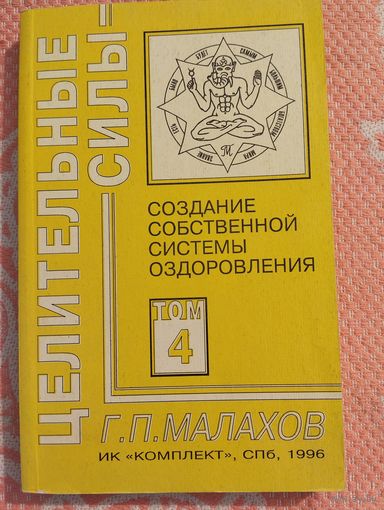 ЦЕЛИТЕЛЬНЫЕ
СИЛЫ-
СОЗДАНИЕ
СОБСТВЕННОЙ
СИСТЕМЫ
ОЗДОРОВЛЕНИЯ
ТОМ
4
Г.П.МАЛАХОВ
ИК «КОМПЛЕКТ», СПб, 1996